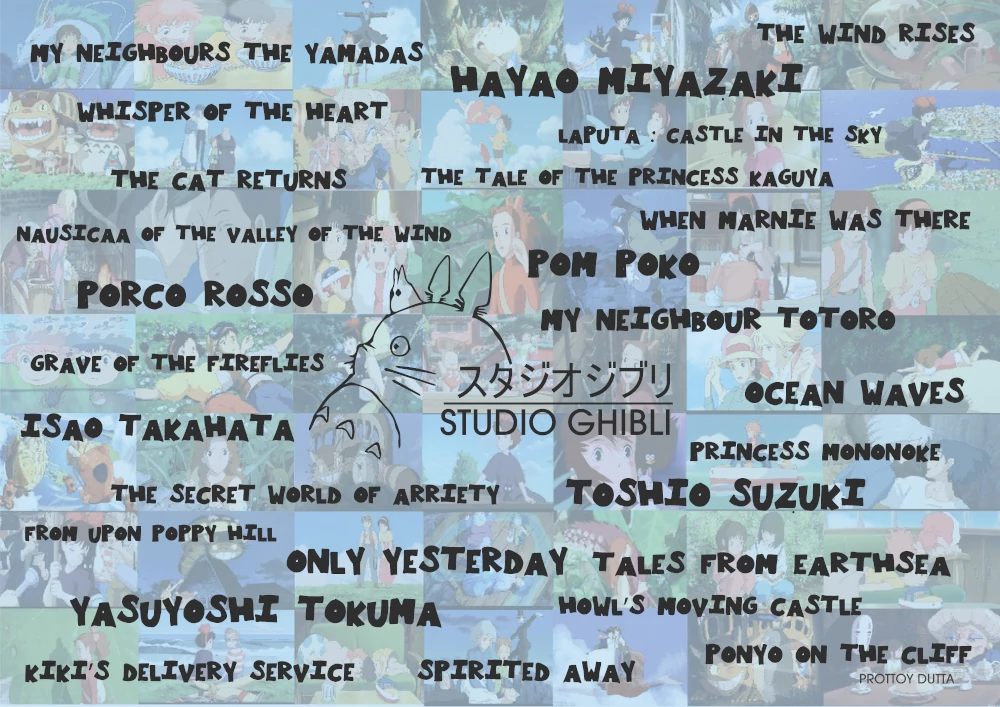 THE WIND RISES
MY NEIGHBOURS THE YAMADAS
HAYAO MIYAZAKI
WHISPER OF THE HEART
LAPUTA : CASTLE IN THE SKY
THE CAT RETURNS
THE TALE OF THE PRINCESS KAGUYA
WHEN MARNIE WAS THERE
NAUSICAA OF THE VALLEY OF THE WIND
POM POKO
PORCO ROSSO
MY NEIGHBOUR TOTORO
GRAVE OF THE FIREFLIES
スタジオジブリ
OCEAN WAVES
STUDIO GHIBLI
ISAO TAKAHATA
PRINCESS MONONOKE
THE SECRET WORLD OF ARRIETY
TOSHIO SUZUKI
FROM UPON POPPY HILL
ONLY YESTERDAY
TALES FROM EARTHSEA
YASUYOSHI TOKUMA
HOWL'S MOVING CASTLE
PONYO ON THE CLIFF
KIKI'S DELIVERY SERVICE
SPIRITED AWAY
PROTTOY DUTTA